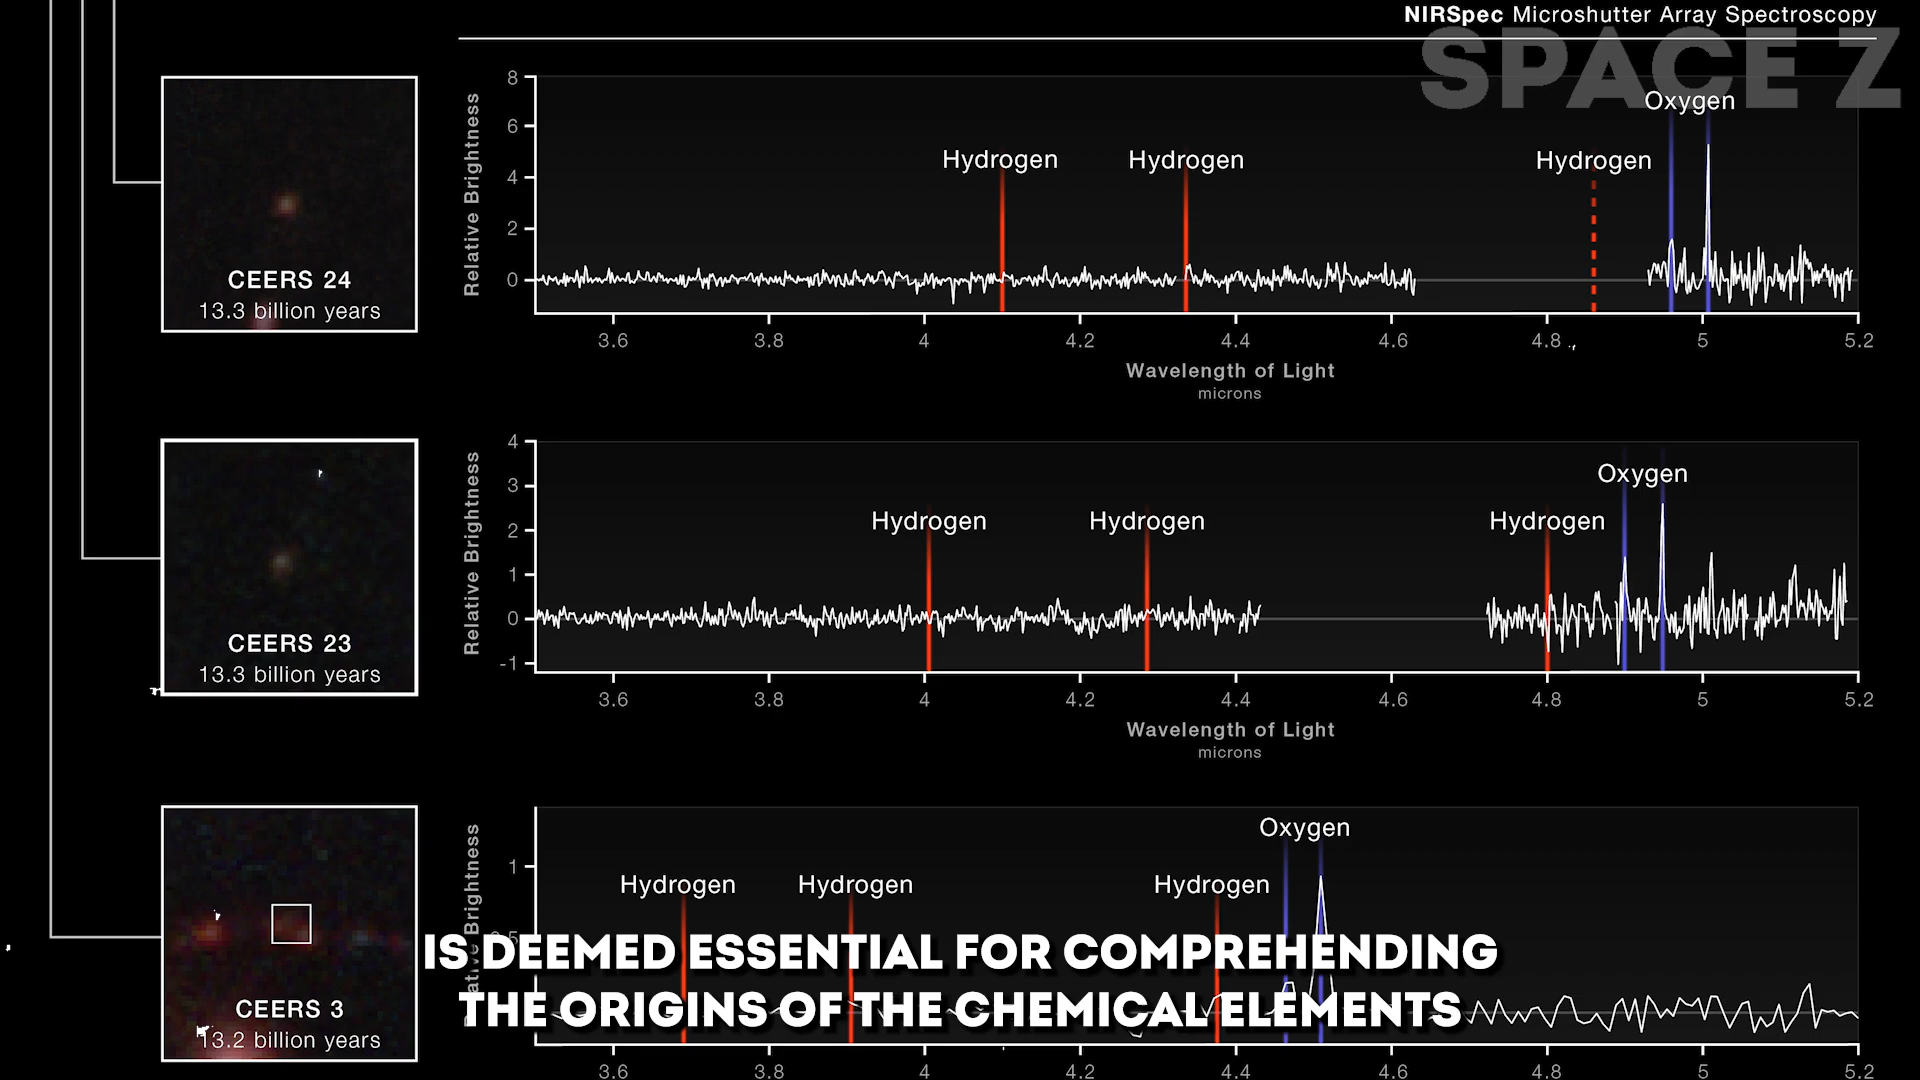 NIRSpec Microshutter Array Spectroscopy
SPACE Z
8
6
4
2
0
Relative Brightness
Hydrogen
Hydrogen
Hydrogen
Oxygen
CEERS 24
13.3 billion years
3.6 3.8 4 4.2 4.4 4.6 4.8 5 5.2
Wavelength of Light
microns
4
3
2
1
0
-1
Relative Brightness
Hydrogen
Hydrogen
Hydrogen
Oxygen
CEERS 23
13.3 billion years
3.6 3.8 4 4.2 4.4 4.6 4.8 5 5.2
Wavelength of Light
microns
1
Relative Brightness
Hydrogen
Hydrogen
Hydrogen
Oxygen
CEERS 3
13.2 billion years
IS DEEMED ESSENTIAL FOR COMPREHENDING
THE ORIGINS OF THE CHEMICAL ELEMENTS
3.6 3.8 4 4.2 4.4 4.6 4.8 5 5.2